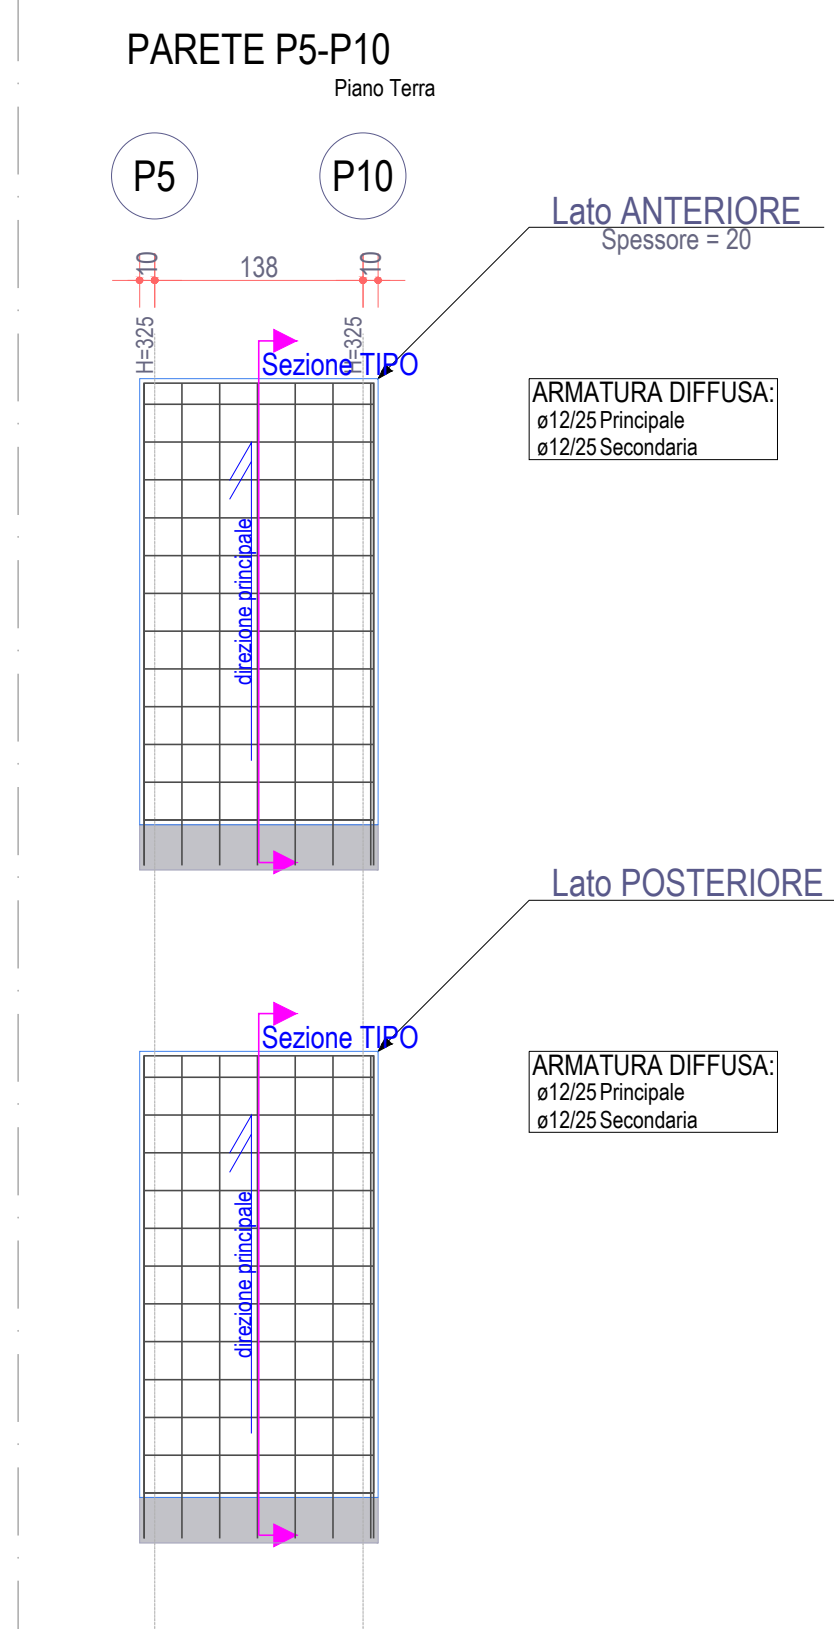 PARETE P5-P10
Piano Terra
P5
P10
Lato ANTERIORE
Spessore = 20
10
138
10
H=325
H=325
Sezione TIPO
ARMATURA DIFFUSA:
ø12/25 Principale
ø12/25 Secondaria
direzione principale
Lato POSTERIORE
Sezione TIPO
ARMATURA DIFFUSA:
ø12/25 Principale
ø12/25 Secondaria
direzione principale